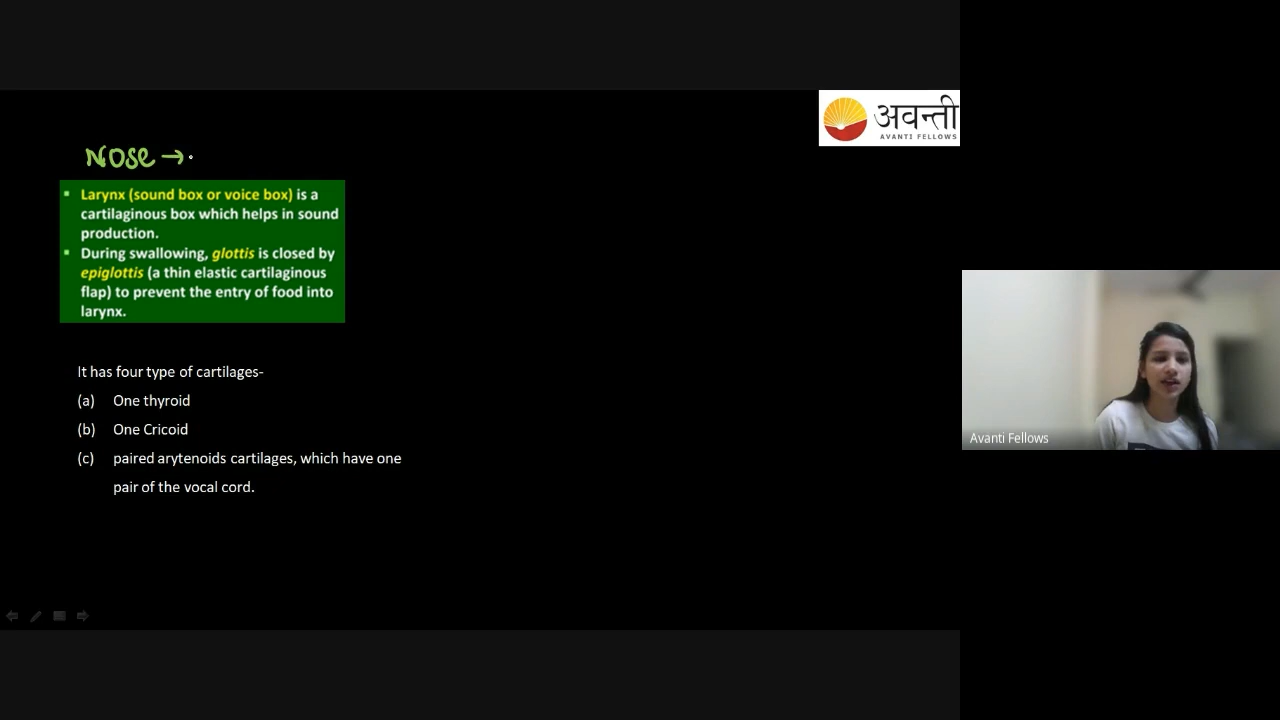 अवन्ती
AVANTI FELLOWS
NOSE →
Larynx (sound box or voice box) is a
cartilaginous box which helps in sound
production.
During swallowing, glottis is closed by
epiglottis (a thin elastic cartilaginous
flap) to prevent the entry of food into
larynx.
It has four type of cartilages-
(a) One thyroid
(b) One Cricoid
(c) paired arytenoids cartilages, which have one
pair of the vocal cord.
Avanti Fellows